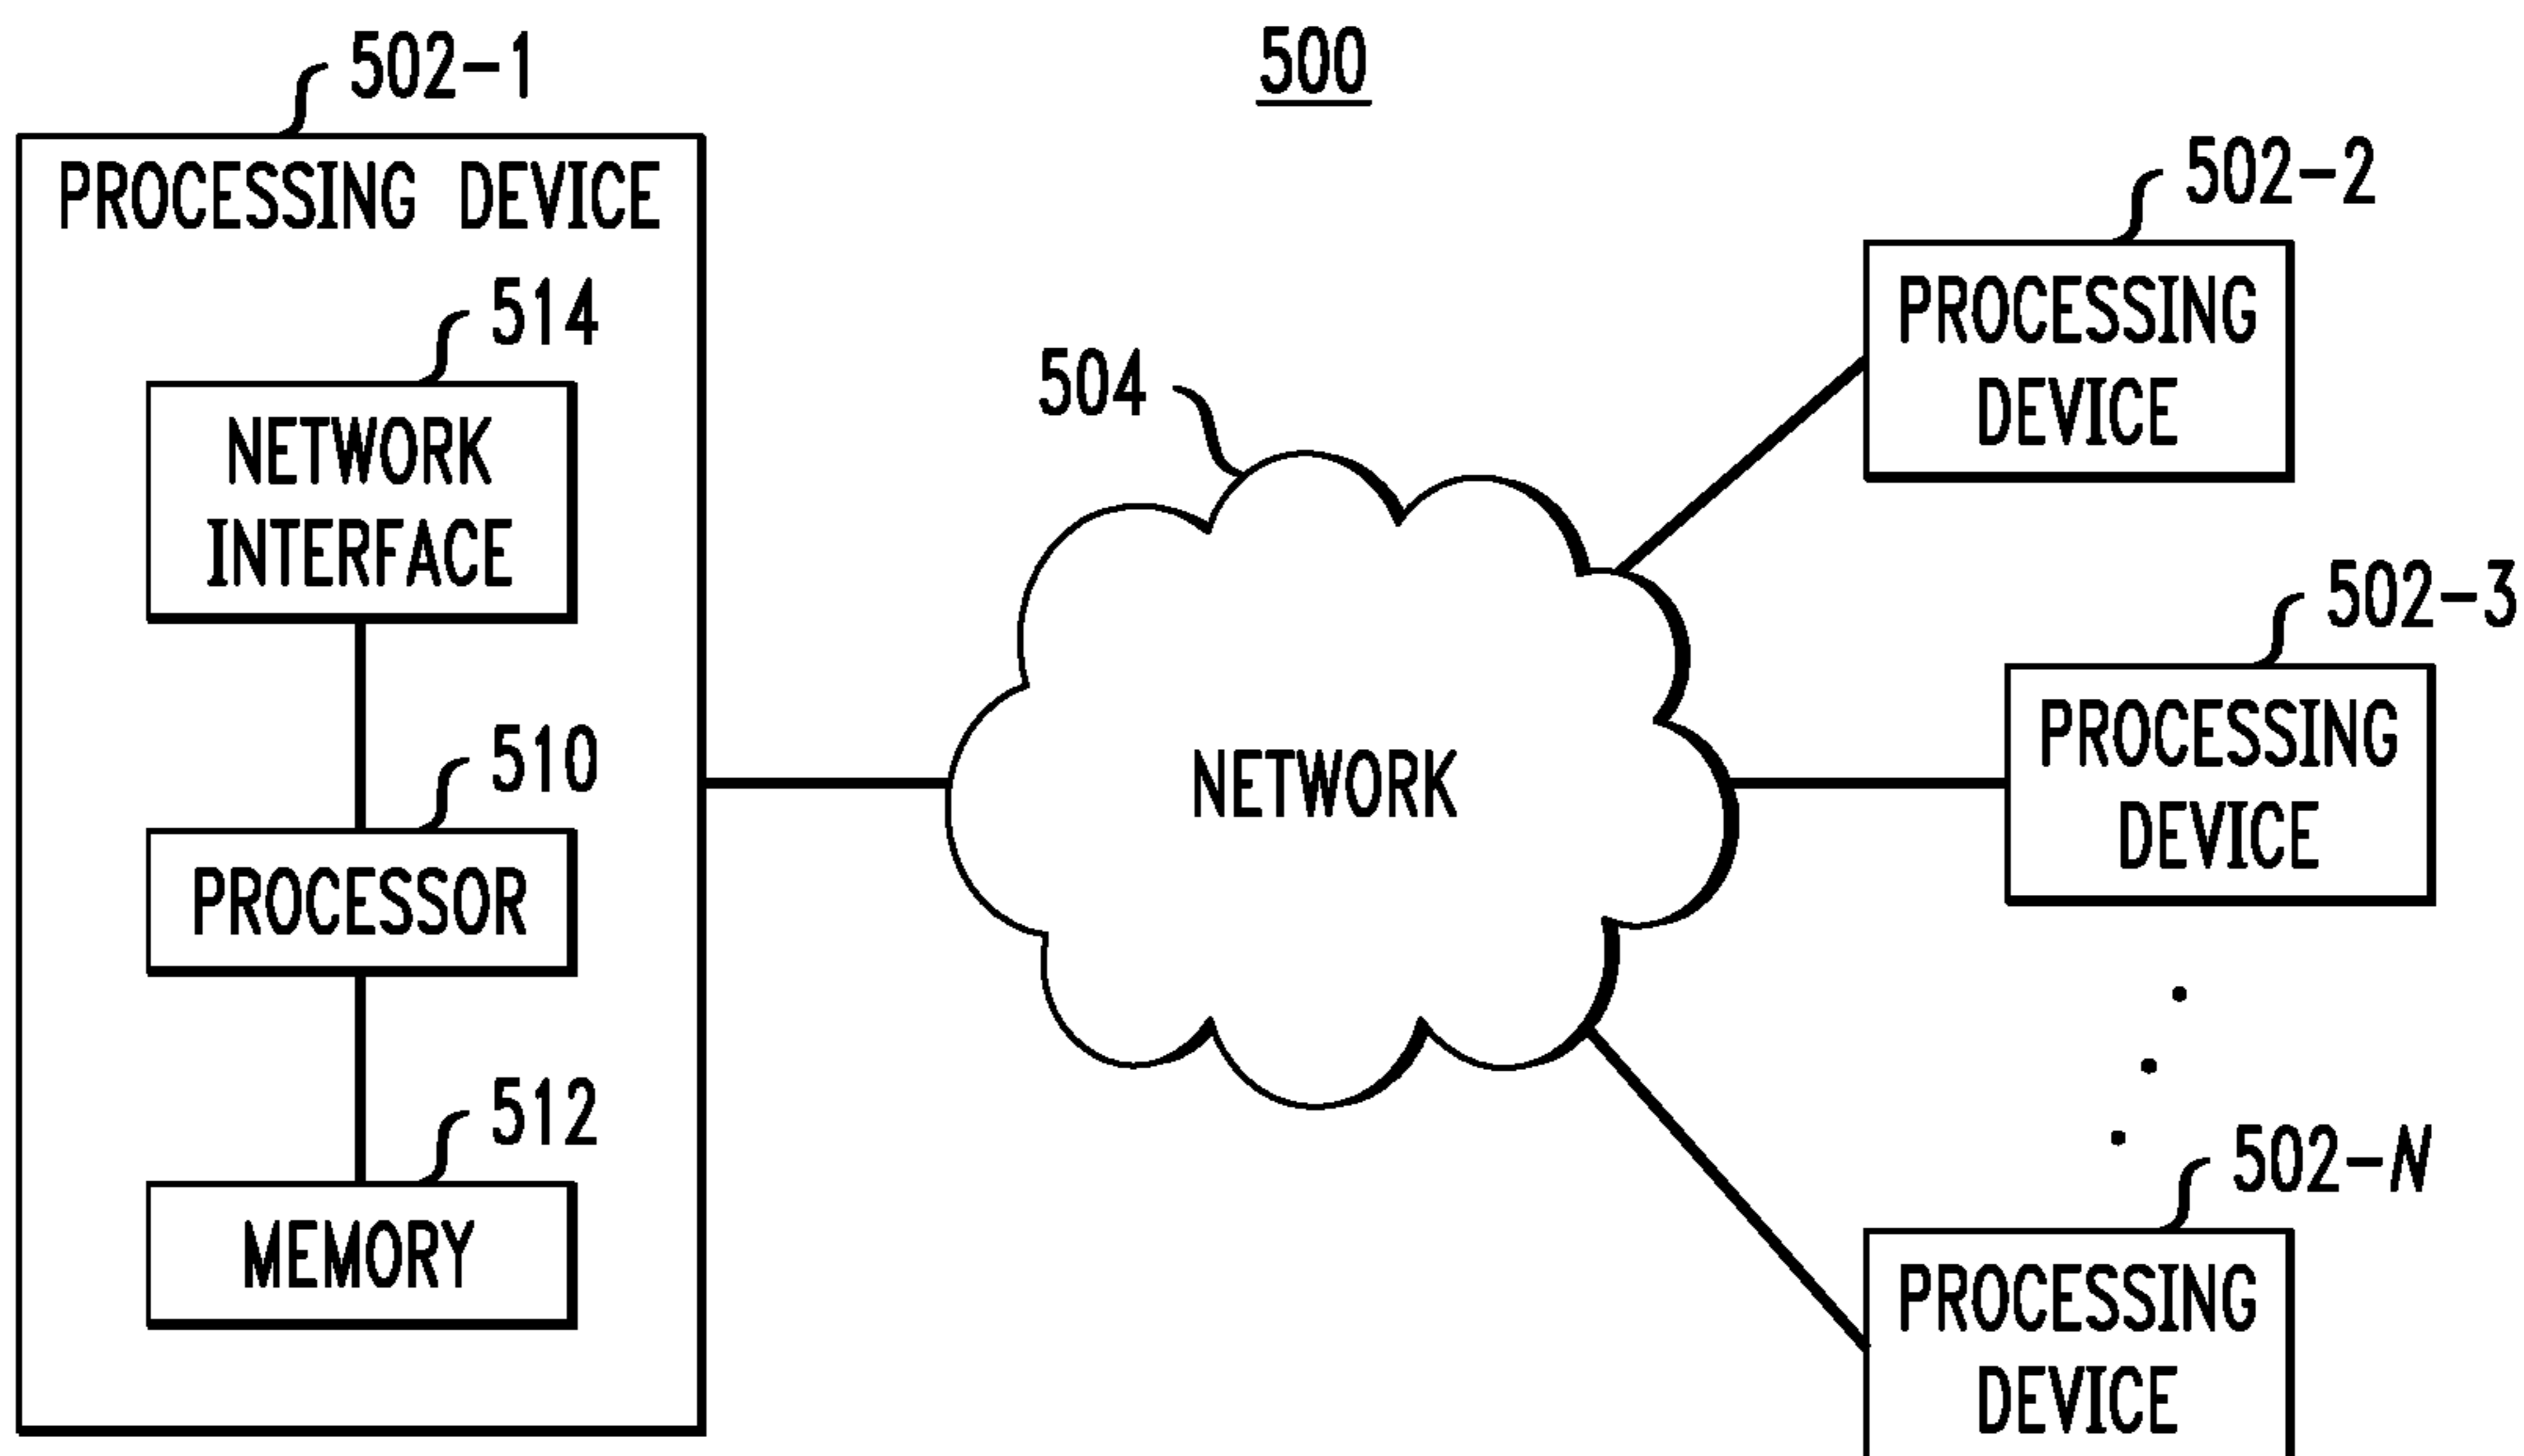 500
502-1
PROCESSING DEVICE
514
NETWORK
INTERFACE
510
PROCESSOR
512
MEMORY
504
NETWORK
502-2
PROCESSING
DEVICE
502-3
PROCESSING
DEVICE
502-N
PROCESSING
DEVICE